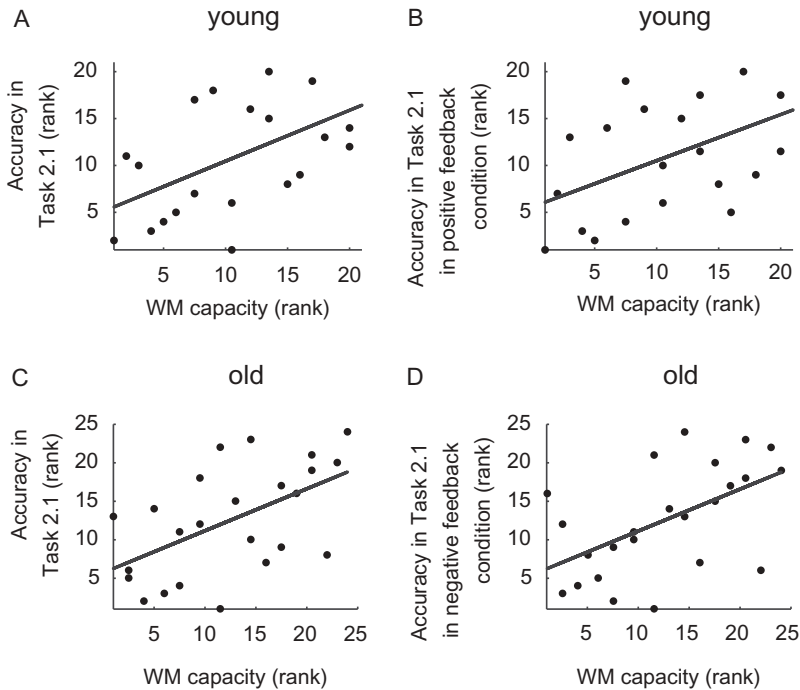 A
young
Accuracy in
Task 2.1 (rank)
20
15
10
5
5 10 15 20
WM capacity (rank)
B
young
Accuracy in Task 2.1
in positive feedback
condition (rank)
20
15
10
5
5 10 15 20
WM capacity (rank)
C
old
Accuracy in
Task 2.1 (rank)
25
20
15
10
5
5 10 15 20 25
WM capacity (rank)
D
old
Accuracy in Task 2.1
in negative feedback
condition (rank)
25
20
15
10
5
5 10 15 20 25
WM capacity (rank)